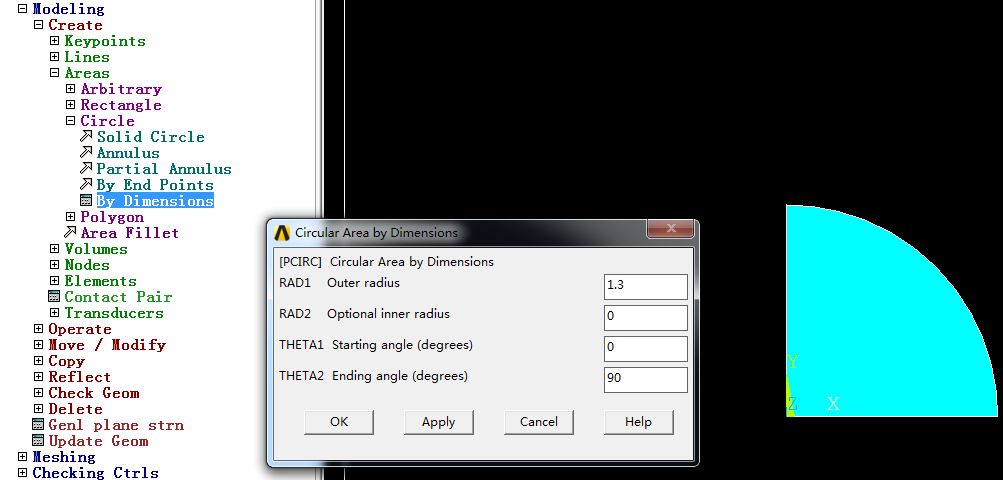 Modeling
Create
Keypoints
Lines
Areas
Arbitrary
Rectangle
Circle
Solid Circle
Annulus
Partial Annulus
By End Points
By Dimensions
Polygon
Area Fillet
Volumes
Nodes
Elements
Contact Pair
Transducers
Operate
Move / Modify
Copy
Reflect
Check Geom
Delete
Genl plane strn
Update Geom
Meshing
Checking Ctrls
Circular Area by Dimensions
[PCIRC] Circular Area by Dimensions
RAD1 Outer radius 1.3
RAD2 Optional inner radius 0
THETA1 Starting angle (degrees) 0
THETA2 Ending angle (degrees) 90
OK Apply Cancel Help
Y
Z X